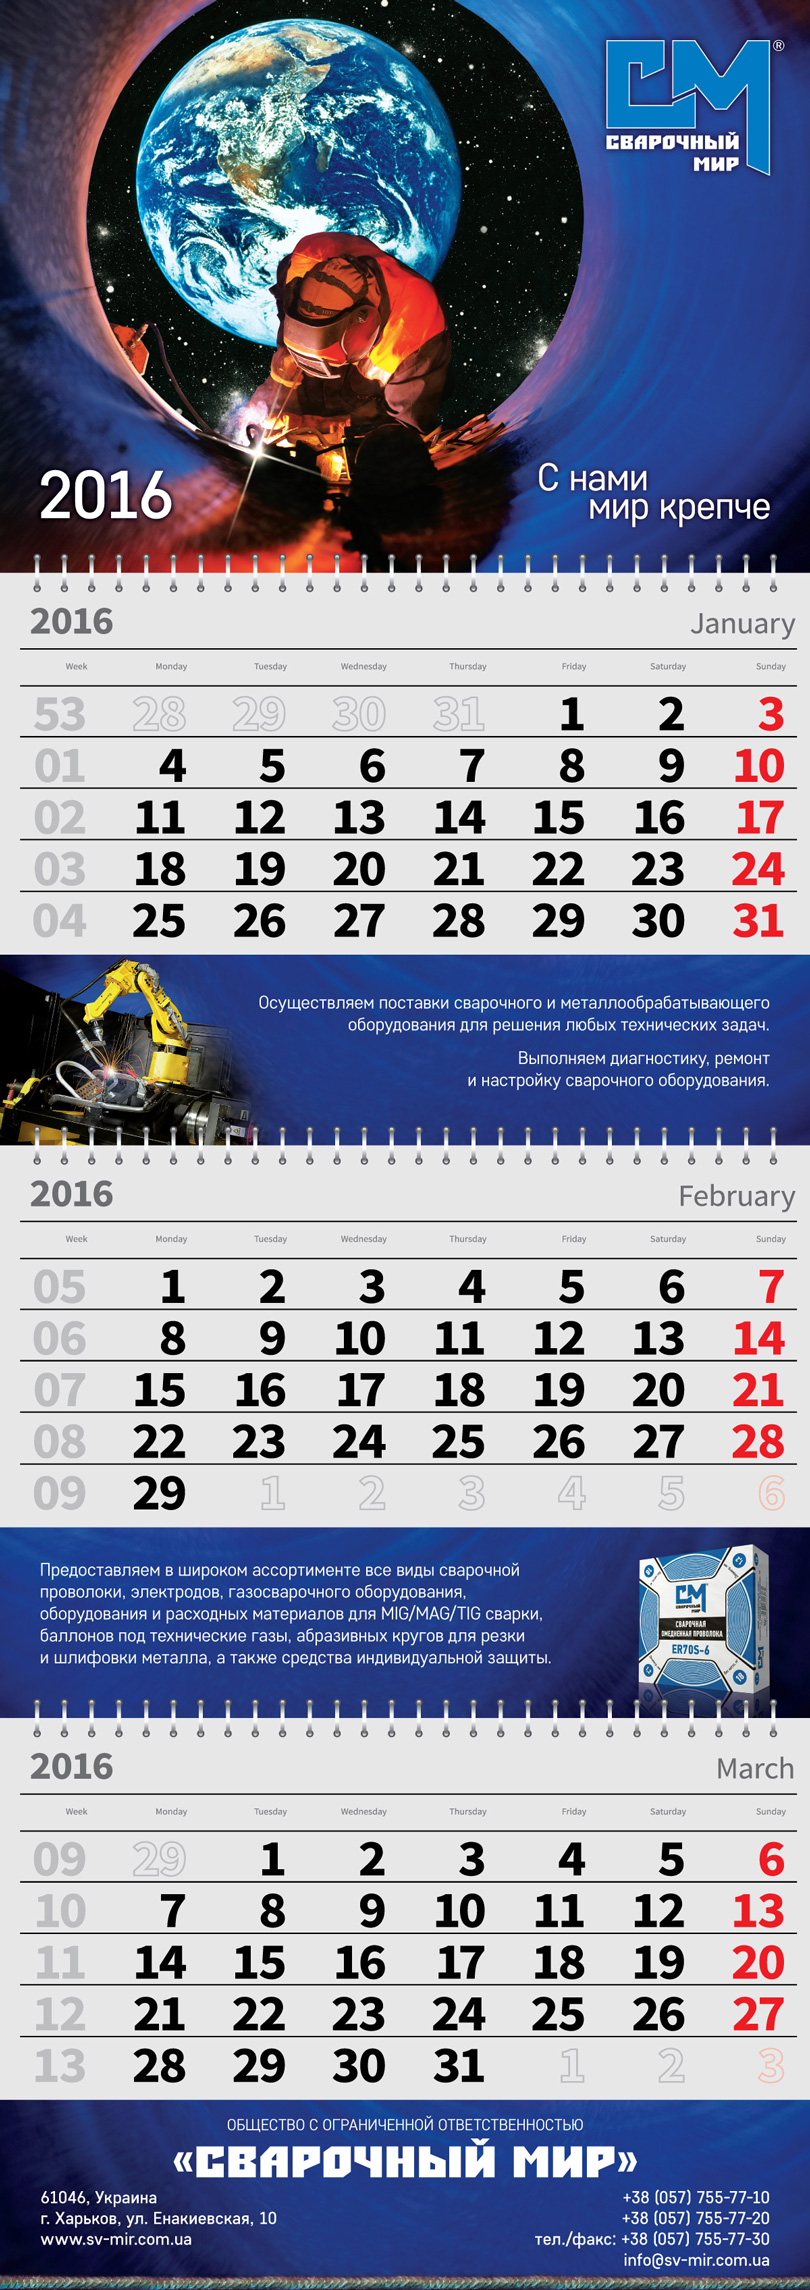 СМ®
СВАРОЧНЫЙ
МИР
2016
С нами
мир крепче
2016 January
Week Monday Tuesday Wednesday Thursday Friday Saturday Sunday
53 28 29 30 31 1 2 3
01 4 5 6 7 8 9 10
02 11 12 13 14 15 16 17
03 18 19 20 21 22 23 24
04 25 26 27 28 29 30 31
Осуществляем поставки сварочного и металлообрабатывающего
оборудования для решения любых технических задач.
Выполняем диагностику, ремонт
и настройку сварочного оборудования.
2016 February
Week Monday Tuesday Wednesday Thursday Friday Saturday Sunday
05 1 2 3 4 5 6 7
06 8 9 10 11 12 13 14
07 15 16 17 18 19 20 21
08 22 23 24 25 26 27 28
09 29 1 2 3 4 5 6
Предоставляем в широком ассортименте все виды сварочной
проволоки, электродов, газосварочного оборудования,
оборудования и расходных материалов для MIG/MAG/TIG сварки,
баллонов под технические газы, абразивных кругов для резки
и шлифовки металла, а также средства индивидуальной защиты.
СМ
СВАРОЧНЫЙ
МИР
СВАРОЧНАЯ
ОМЕДНЕННАЯ ПРОВОЛОКА
ER70S-6
2016 March
Week Monday Tuesday Wednesday Thursday Friday Saturday Sunday
09 29 1 2 3 4 5 6
10 7 8 9 10 11 12 13
11 14 15 16 17 18 19 20
12 21 22 23 24 25 26 27
13 28 29 30 31 1 2 3
ОБЩЕСТВО С ОГРАНИЧЕННОЙ ОТВЕТСТВЕННОСТЬЮ
«СВАРОЧНЫЙ МИР»
61046, Украина
г. Харьков, ул. Енакиевская, 10
www.sv-mir.com.ua
+38 (057) 755-77-10
+38 (057) 755-77-20
тел./факс: +38 (057) 755-77-30
info@sv-mir.com.ua